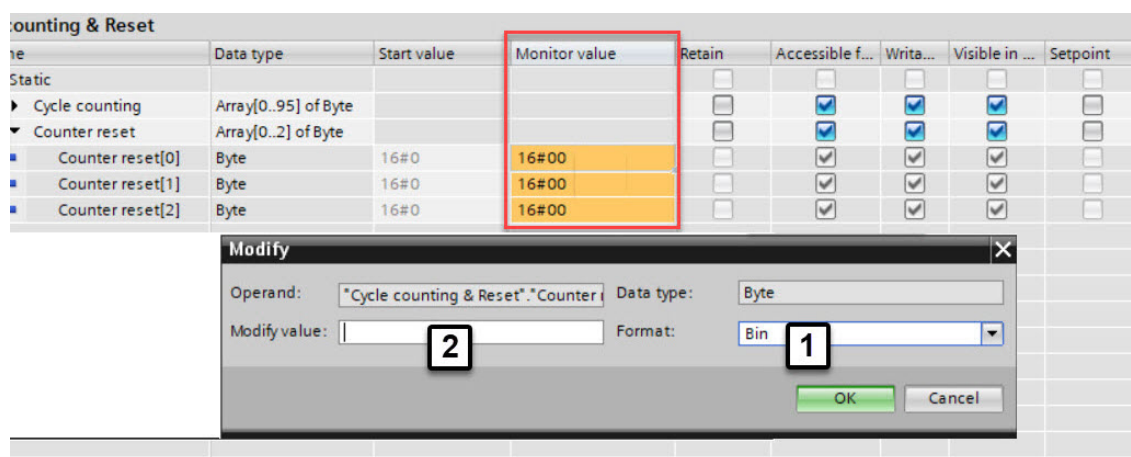 ounting & Reset
Data type Start value Monitor value Retain Accessible f... Writa... Visible in ... Setpoint
Static
Cycle counting Array[0..95] of Byte
Counter reset Array[0..2] of Byte
Counter reset[0] Byte 16#0 16#00
Counter reset[1] Byte 16#0 16#00
Counter reset[2] Byte 16#0 16#00
Modify
Operand: "Cycle counting & Reset"."Counter Data type: Byte
Modify value: 2 Format: Bin 1
OK Cancel